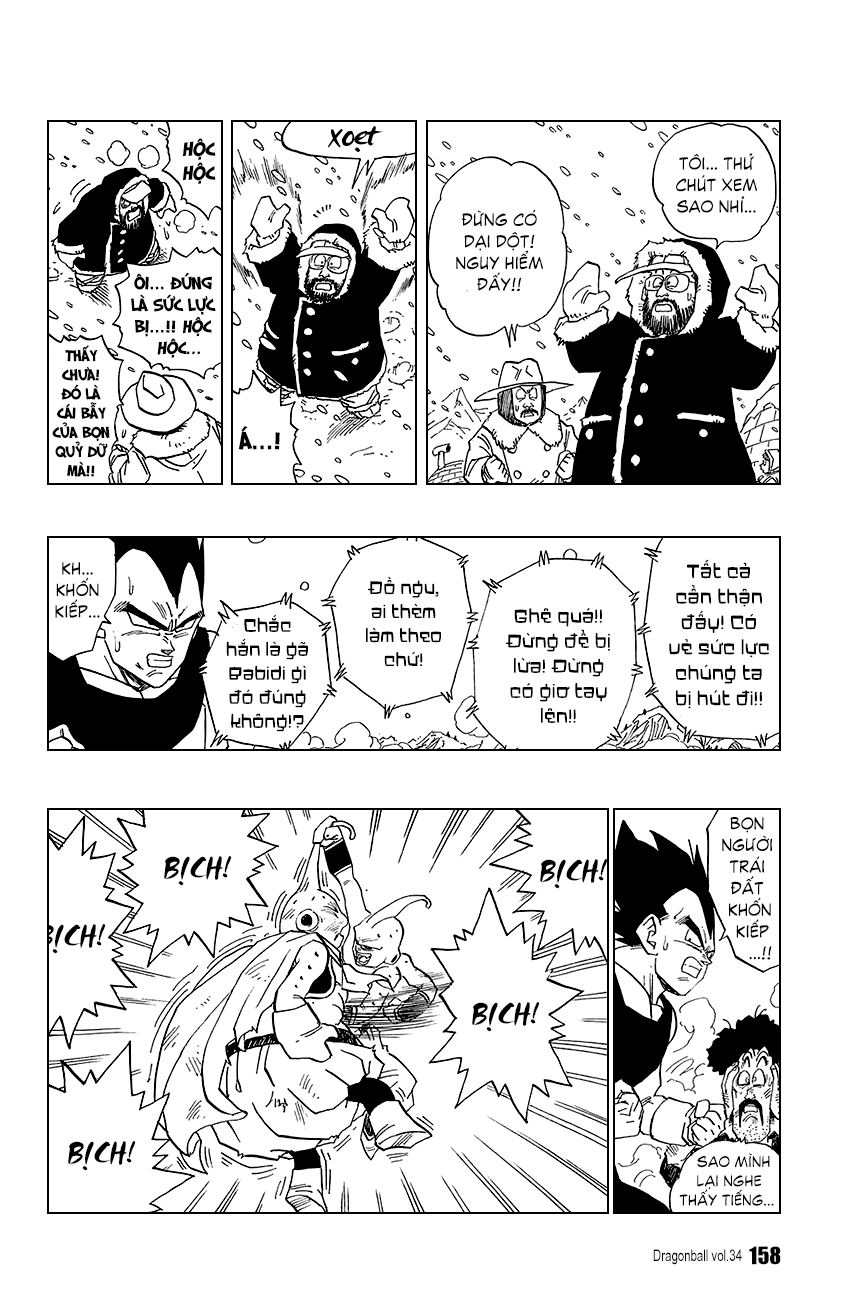 TÔI... THỬ
CHÚT XEM
SAO NHỈ...
ĐỪNG CÓ
DẠI DỘT!
NGUY HIỂM
ĐẤY!!
XOẸT
Á...!
HỘC
HỘC
ÔI... ĐÚNG
LÀ SỨC LỰC
BỊ...!! HỘC
HỘC...
THẤY
CHƯA!
ĐÓ LÀ
CÁI BẪY
CỦA BỌN
QUỶ DỮ
MÀ!!
Tất cả
cẩn thận
đấy! Có
vẻ sức lực
chúng ta
bị hút đi!!
Ghê quá!!
Đừng để bị
lừa! Đừng
có giơ tay
lên!!
Đồ ngu,
ai thèm
làm theo
chứ!
Chắc
hẳn là gã
Babidi gì
đó đúng
không!?
KH...
KHỐN
KIẾP...
BỌN
NGƯỜI
TRÁI
ĐẤT
KHỐN
KIẾP
...!!
SAO MÌNH
LẠI NGHE
THẤY TIẾNG...
BỊCH!
BỊCH!
BỊCH!
BỊCH!
BỊCH!
Dragonball vol.34 158